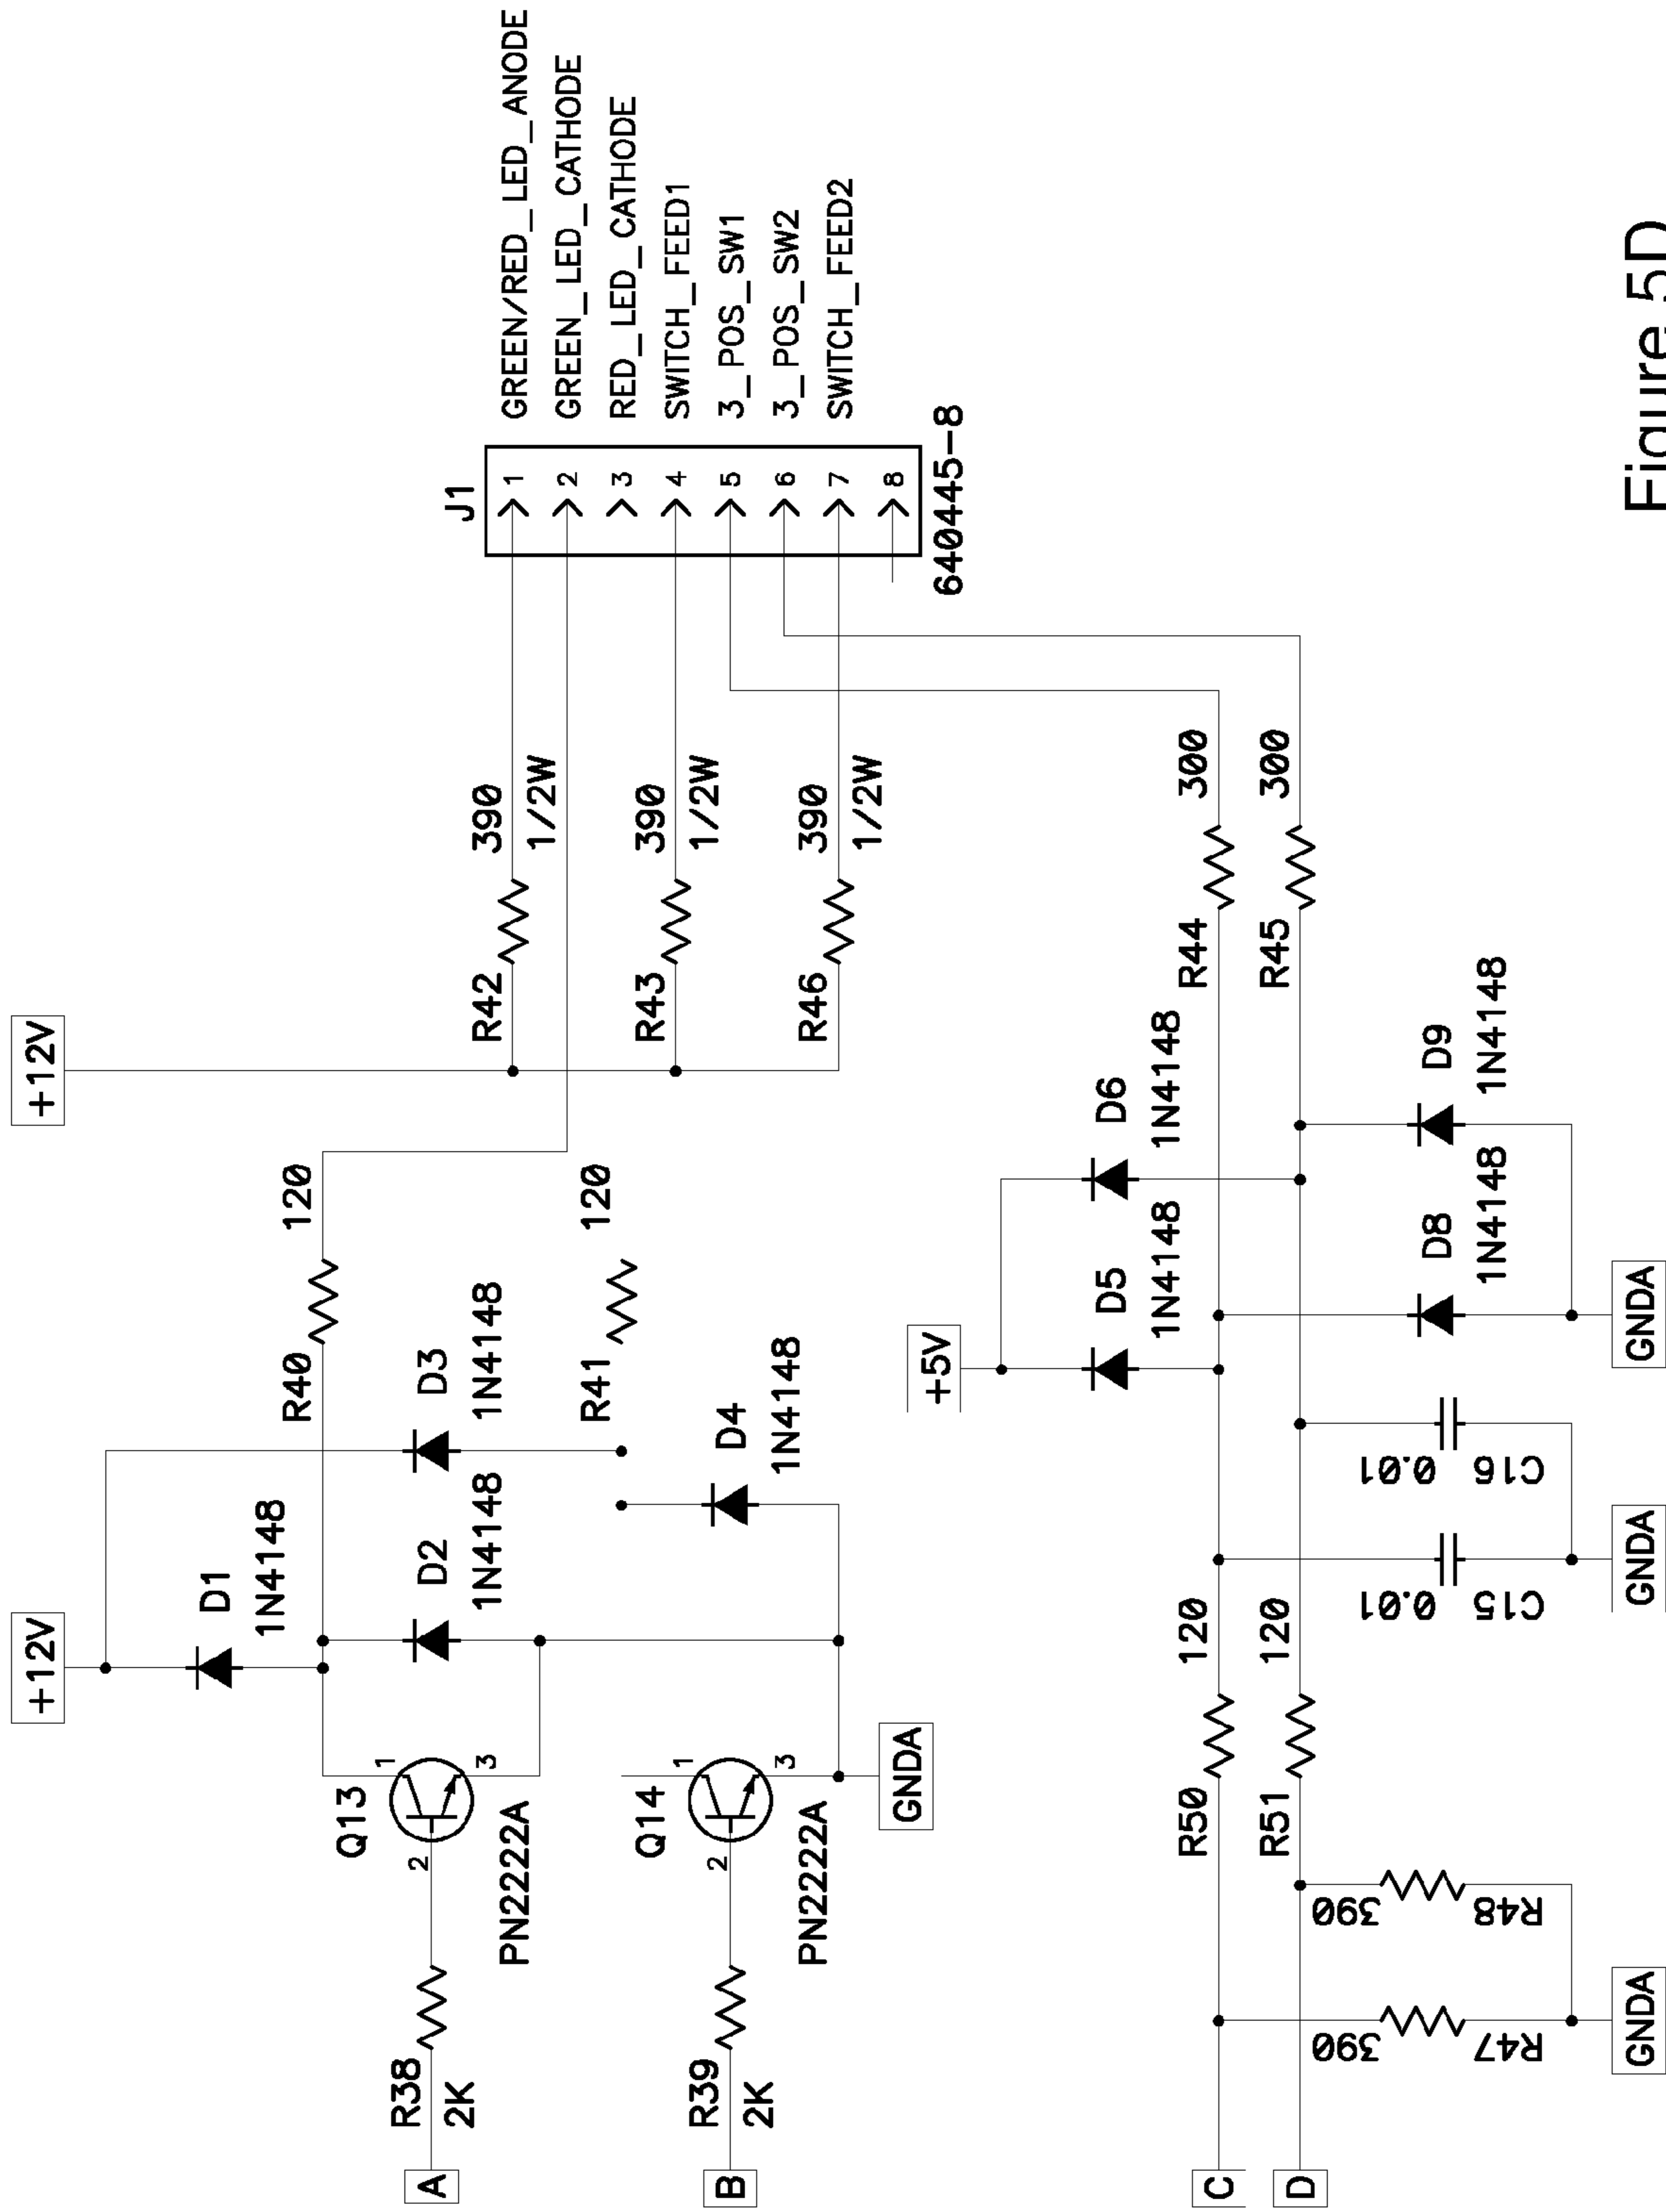 +12V
+12V
D1
1N4148
R40
120
Q13
1
2
3
PN2222A
D2
1N4148
D3
1N4148
R38
2K
A
R41
120
Q14
1
2
3
PN2222A
D4
1N4148
R39
2K
B
GNDA
R42
390
1/2W
R43
390
1/2W
R46
390
1/2W
J1
1
2
3
4
5
6
7
8
640445-8
GREEN/RED_LED_ANODE
GREEN_LED_CATHODE
RED_LED_CATHODE
SWITCH_FEED1
3_POS_SW1
3_POS_SW2
SWITCH_FEED2
+5V
D5
1N4148
D6
1N4148
C
R50
120
R44
300
D
R51
120
R45
300
390
R47
390
R48
0.01
C15
0.01
C16
D8
1N4148
D9
1N4148
GNDA
GNDA
GNDA
Figure 5D